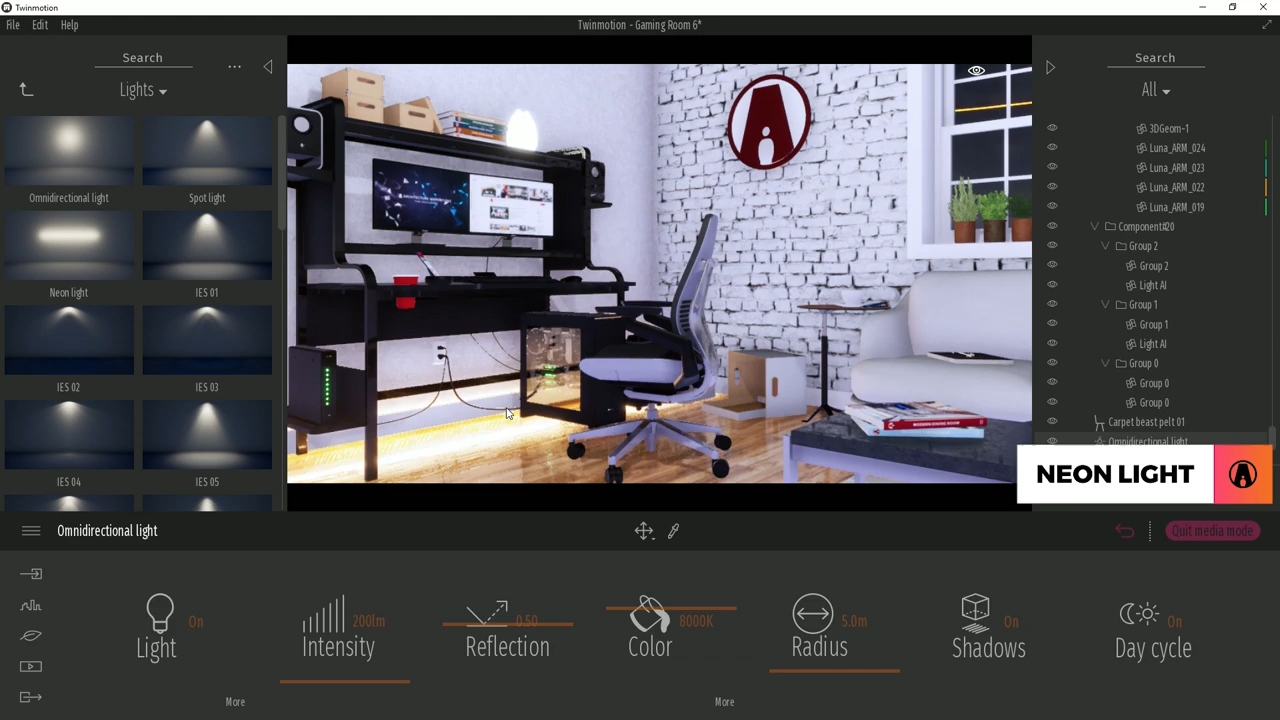 Twinmotion
File Edit Help
Twinmotion - Gaming Room 6*
Search
...
Lights
Omnidirectional light
Spot light
Neon light
IES 01
IES 02
IES 03
IES 04
IES 05
Search
All
3DGeom-1
Luna_ARM_024
Luna_ARM_023
Luna_ARM_022
Luna_ARM_019
Component#20
Group 2
Group 2
Light AI
Group 1
Group 1
Light AI
Group 0
Group 0
Group 0
Carpet beast pelt 01
Omnidirectional light
NEON LIGHT
Omnidirectional light
Quit media mode
Light On
Intensity 200lm
Reflection 0.50
Color 8000K
Radius 5.0m
Shadows On
Day cycle On
More
More